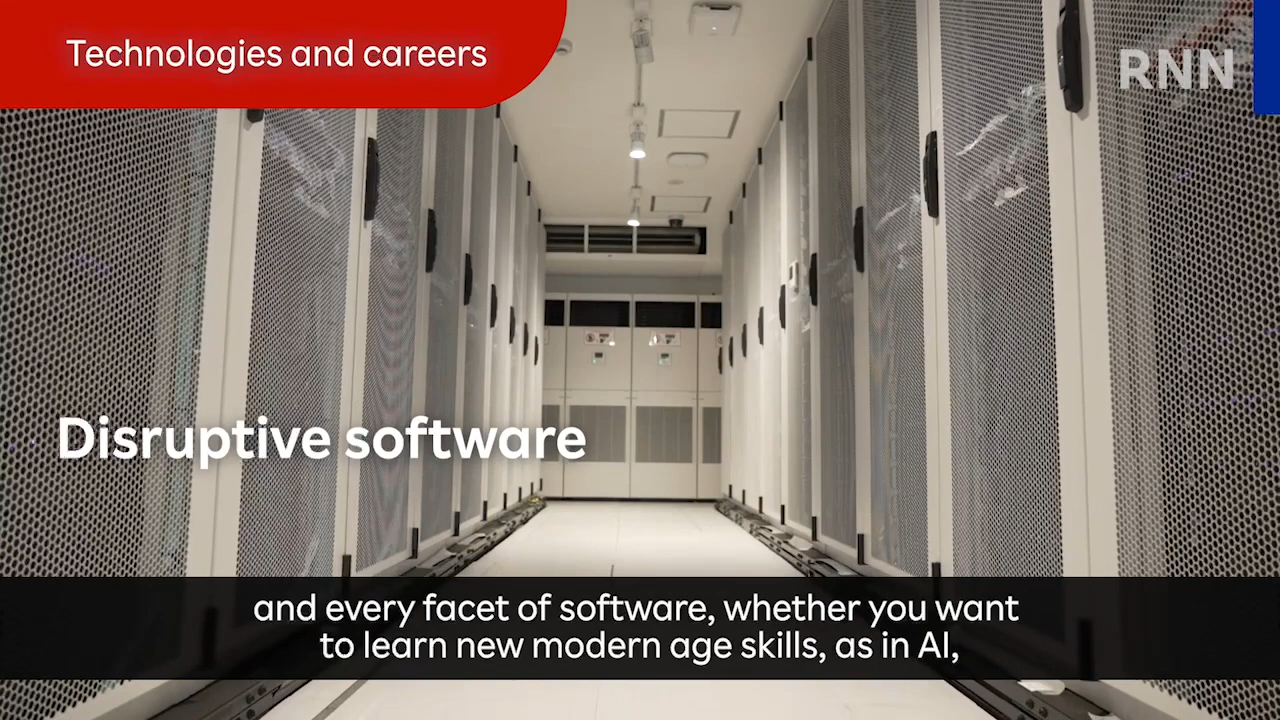 Technologies and careers
RNN
Disruptive software
and every facet of software, whether you want
to learn new modern age skills, as in AI,